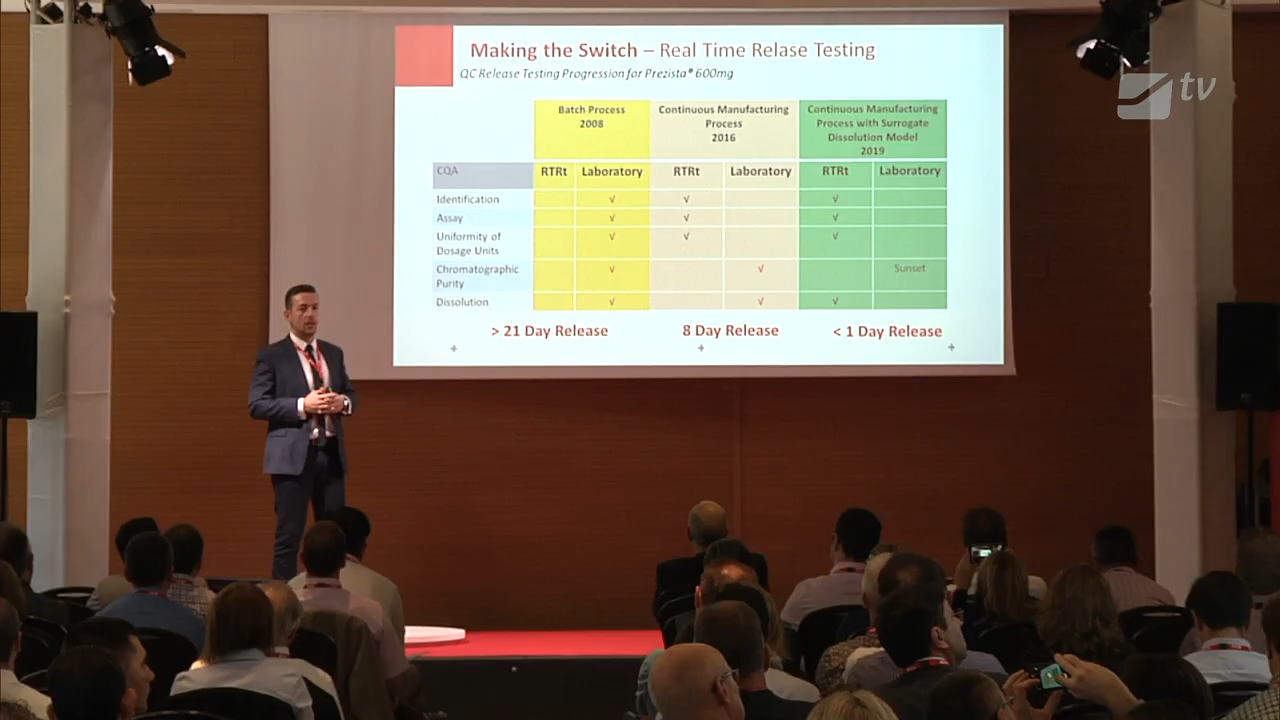 Making the Switch – Real Time Relase Testing
QC Release Testing Progression for Prezista® 600mg
Batch Process
2008
Continuous Manufacturing
Process
2016
Continuous Manufacturing
Process with Surrogate
Dissolution Model
2019
CQA RTRt Laboratory RTRt Laboratory RTRt Laboratory
Identification √ √ √
Assay √ √ √
Uniformity of
Dosage Units √ √ √
Chromatographic
Purity √ √ Sunset
Dissolution √ √ √
> 21 Day Release 8 Day Release < 1 Day Release
tv